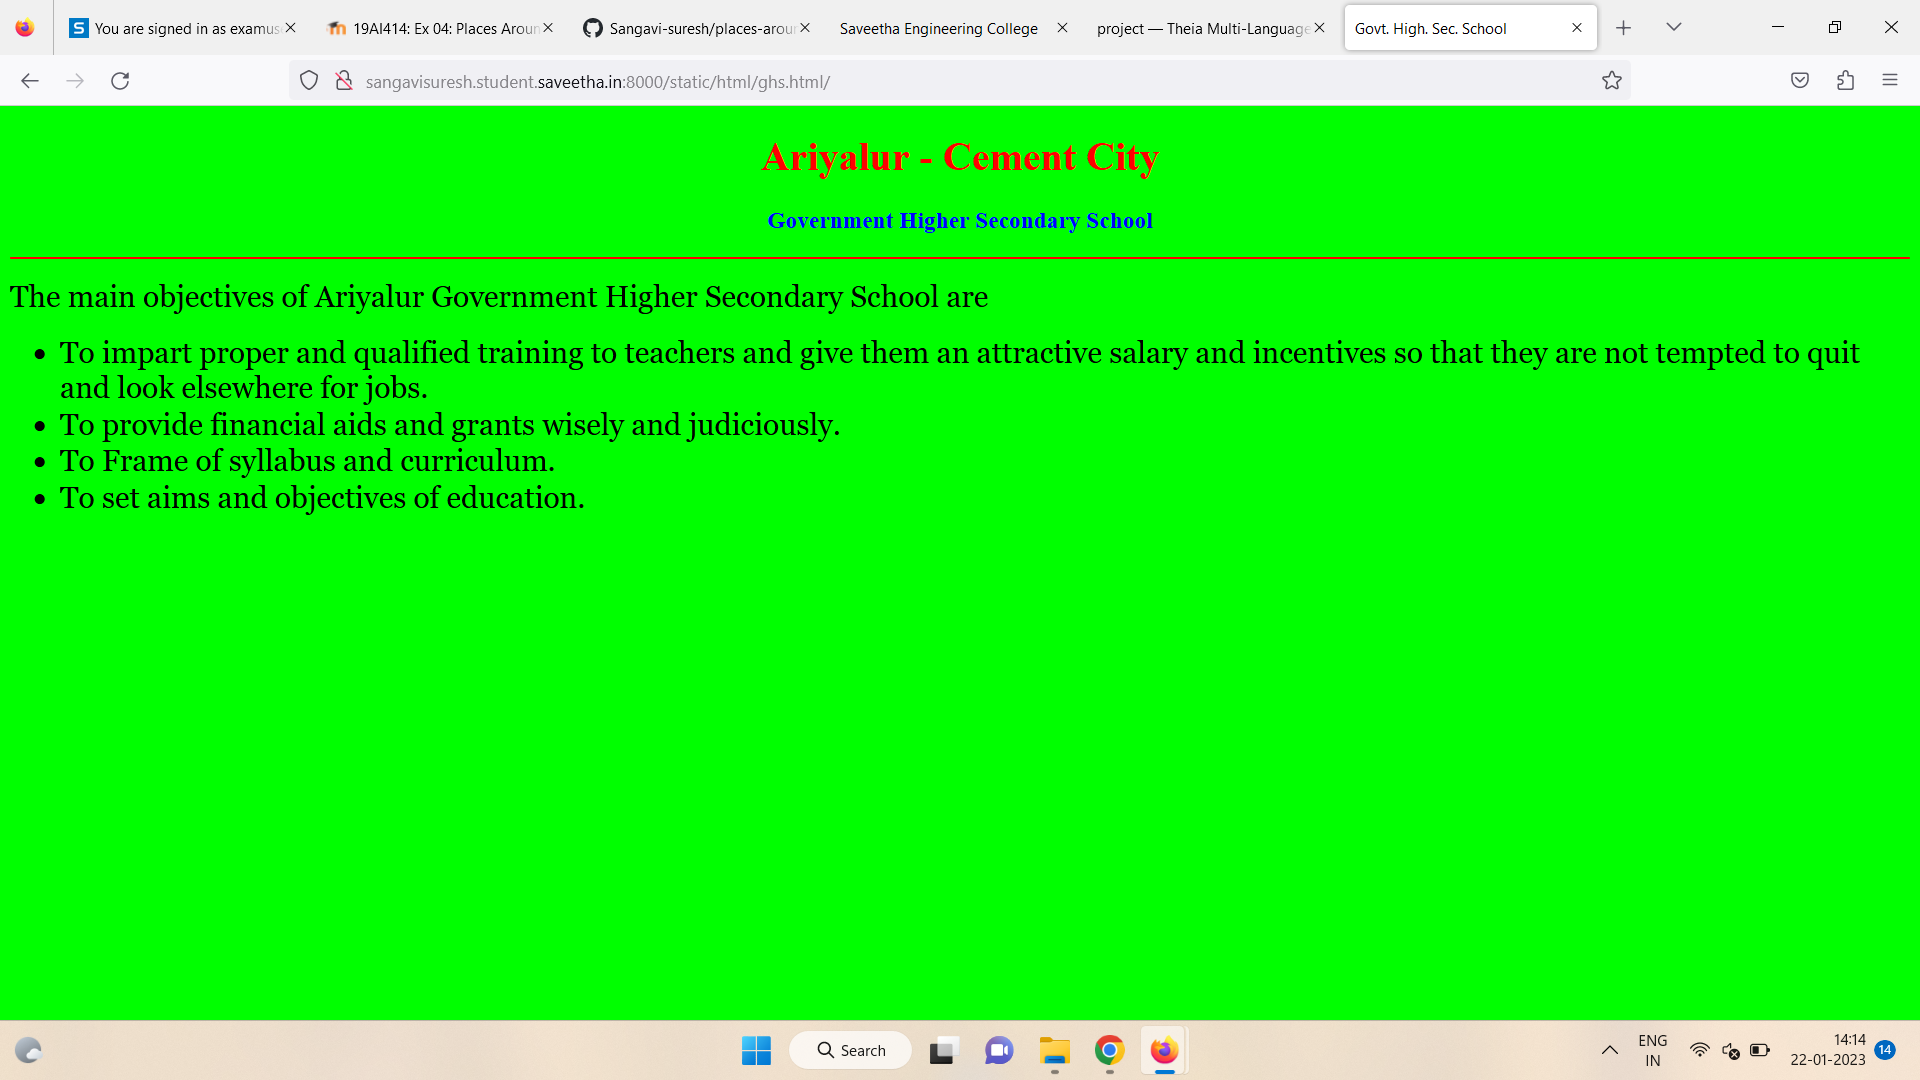 You are signed in as examus
19AI414: Ex 04: Places Aroun
Sangavi-suresh/places-arour
Saveetha Engineering College
project — Theia Multi-Language
Govt. High. Sec. School
sangavisuresh.student.saveetha.in:8000/static/html/ghs.html/
Ariyalur - Cement City
Government Higher Secondary School
The main objectives of Ariyalur Government Higher Secondary School are
• To impart proper and qualified training to teachers and give them an attractive salary and incentives so that they are not tempted to quit
and look elsewhere for jobs.
• To provide financial aids and grants wisely and judiciously.
• To Frame of syllabus and curriculum.
• To set aims and objectives of education.
Search
ENG
IN
14:14
22-01-2023
14